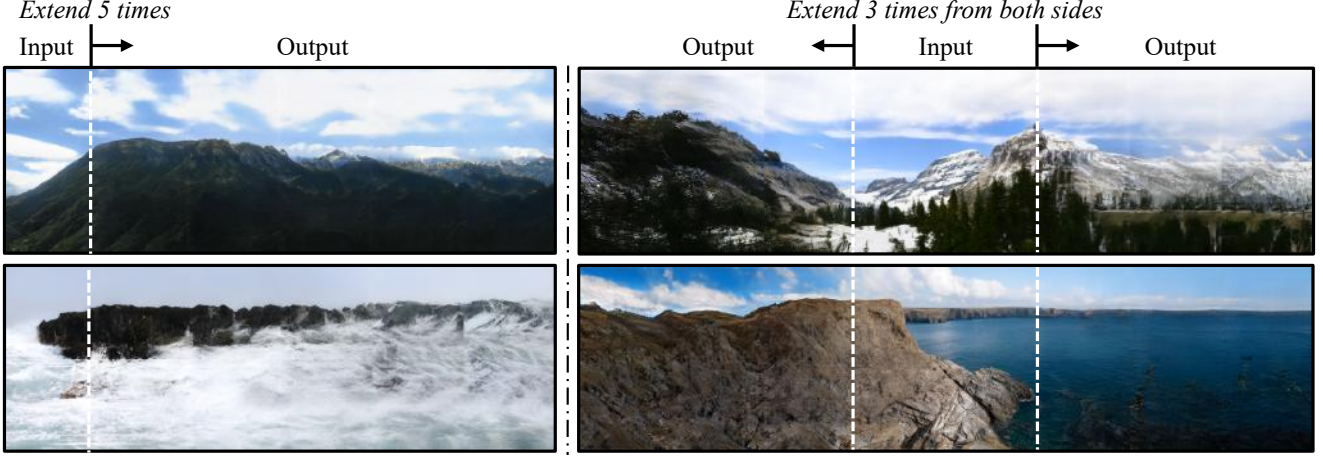 Extend 5 times
Extend 3 times from both sides
Input
Output
Output
Input
Output